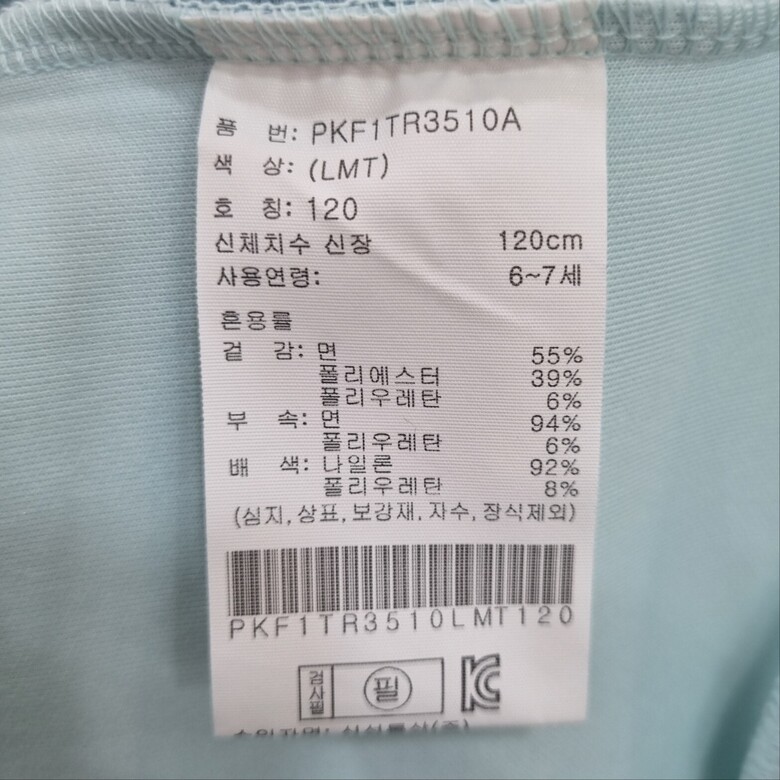 품 번: PKF1TR3510A
색 상: (LMT)
호 칭: 120
신체치수 신장 120cm
사용연령: 6~7세
혼용률
겉 감: 면 55%
폴리에스터 39%
폴리우레탄 6%
부 속: 면 94%
폴리우레탄 6%
배 색: 나일론 92%
폴리우레탄 8%
(심지, 상표, 보강재, 자수, 장식제외)
PKF1TR3510LMT120
검사필 필 KC